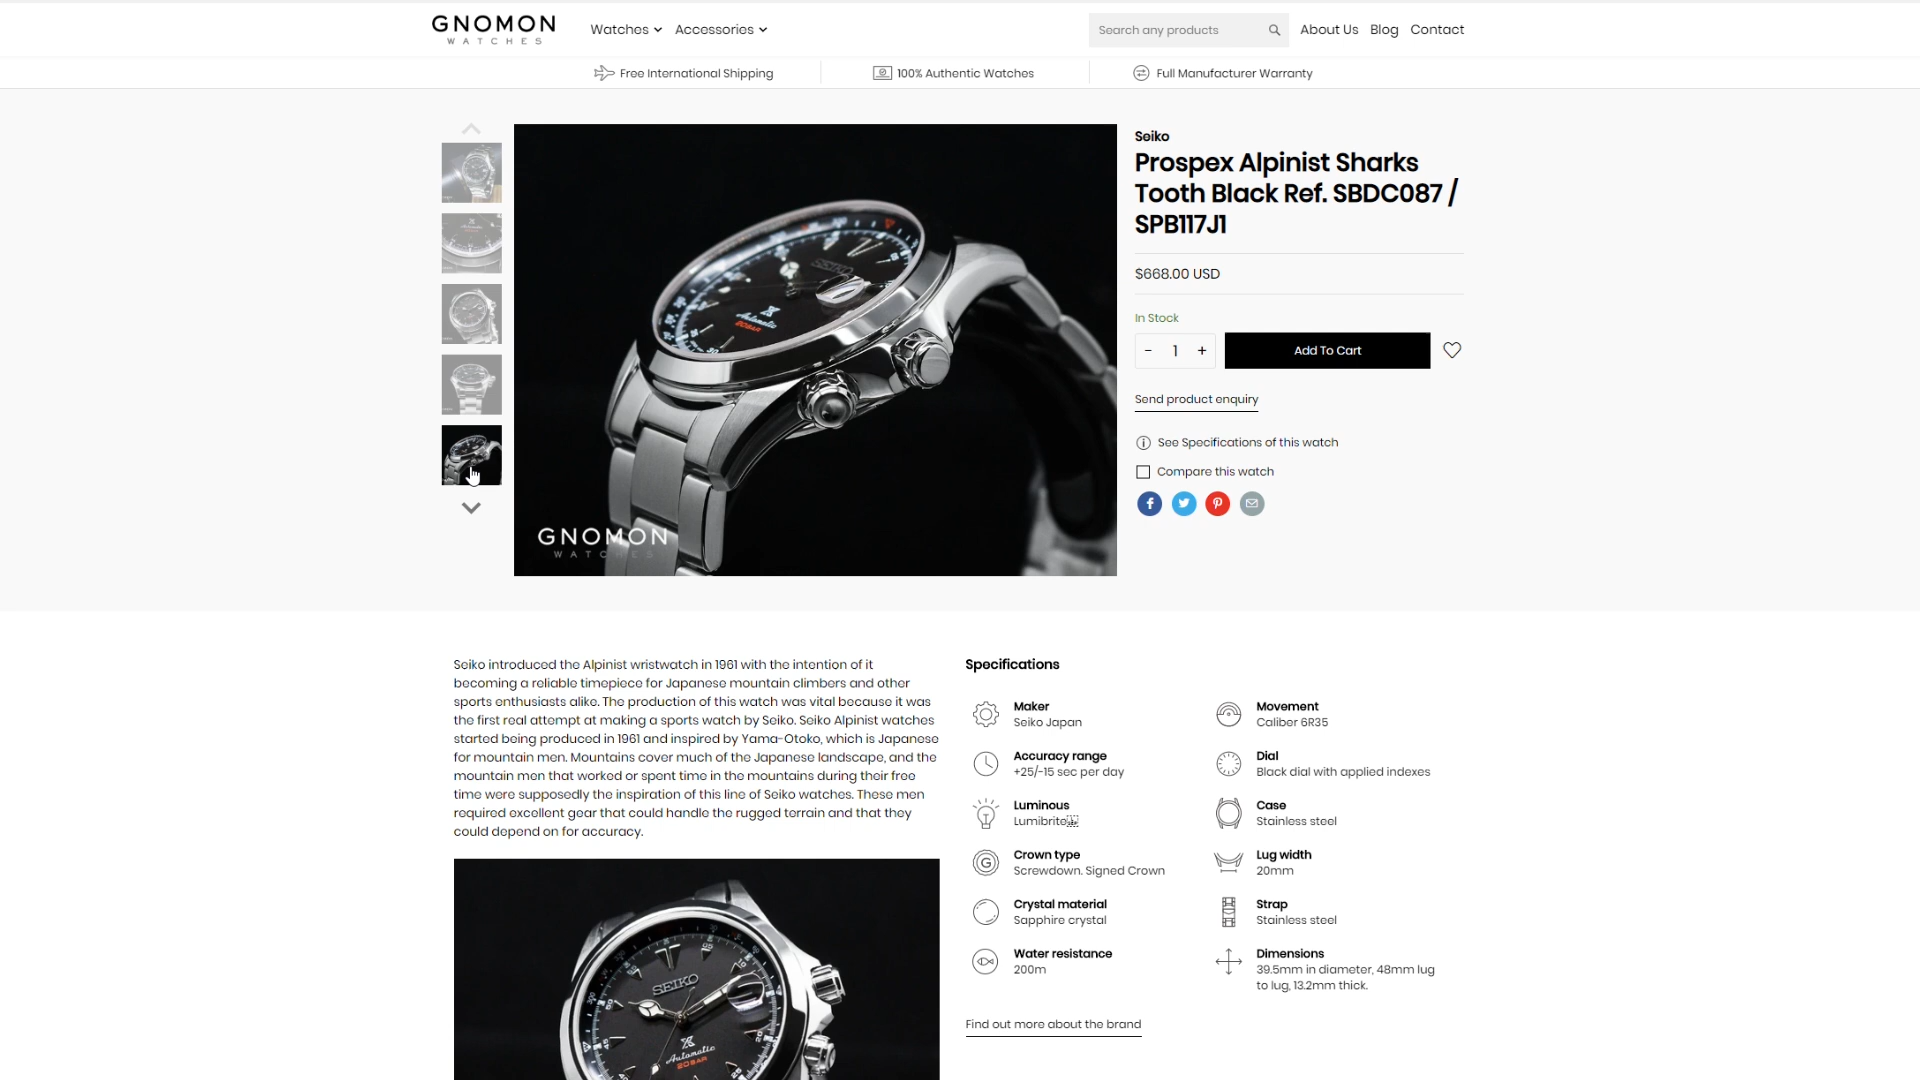 GNOMON
WATCHES
Watches
Accessories
Search any products
About Us
Blog
Contact
Free International Shipping
100% Authentic Watches
Full Manufacturer Warranty
SEIKO
Automatic
20BAR
GNOMON
WATCHES
Seiko
Prospex Alpinist Sharks
Tooth Black Ref. SBDC087 /
SPB117J1
$668.00 USD
In Stock
- 1 +
Add To Cart
Send product enquiry
See Specifications of this watch
Compare this watch
Seiko introduced the Alpinist wristwatch in 1961 with the intention of it
becoming a reliable timepiece for Japanese mountain climbers and other
sports enthusiasts alike. The production of this watch was vital because it was
the first real attempt at making a sports watch by Seiko. Seiko Alpinist watches
started being produced in 1961 and inspired by Yama-Otoko, which is Japanese
for mountain men. Mountains cover much of the Japanese landscape, and the
mountain men that worked or spent time in the mountains during their free
time were supposedly the inspiration of this line of Seiko watches. These men
required excellent gear that could handle the rugged terrain and that they
could depend on for accuracy.
SEIKO
Automatic
20BAR
Specifications
Maker
Seiko Japan
Movement
Caliber 6R35
Accuracy range
+25/-15 sec per day
Dial
Black dial with applied indexes
Luminous
Lumibrite
Case
Stainless steel
Crown type
Screwdown. Signed Crown
Lug width
20mm
Crystal material
Sapphire crystal
Strap
Stainless steel
Water resistance
200m
Dimensions
39.5mm in diameter, 48mm lug
to lug, 13.2mm thick.
Find out more about the brand